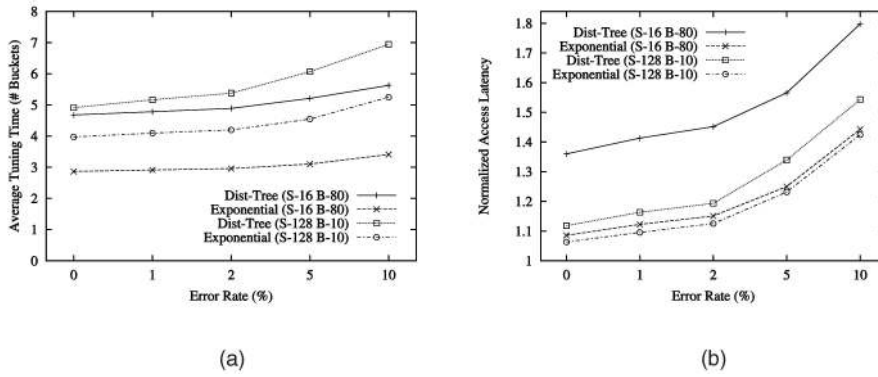 8
7
6
5
4
3
2
1
0
Average Tuning Time (# Buckets)
Dist-Tree (S-16 B-80)
Exponential (S-16 B-80)
Dist-Tree (S-128 B-10)
Exponential (S-128 B-10)
0 1 2 5 10
Error Rate (%)
(a)
1.8
1.7
1.6
1.5
1.4
1.3
1.2
1.1
1
Normalized Access Latency
Dist-Tree (S-16 B-80)
Exponential (S-16 B-80)
Dist-Tree (S-128 B-10)
Exponential (S-128 B-10)
0 1 2 5 10
Error Rate (%)
(b)